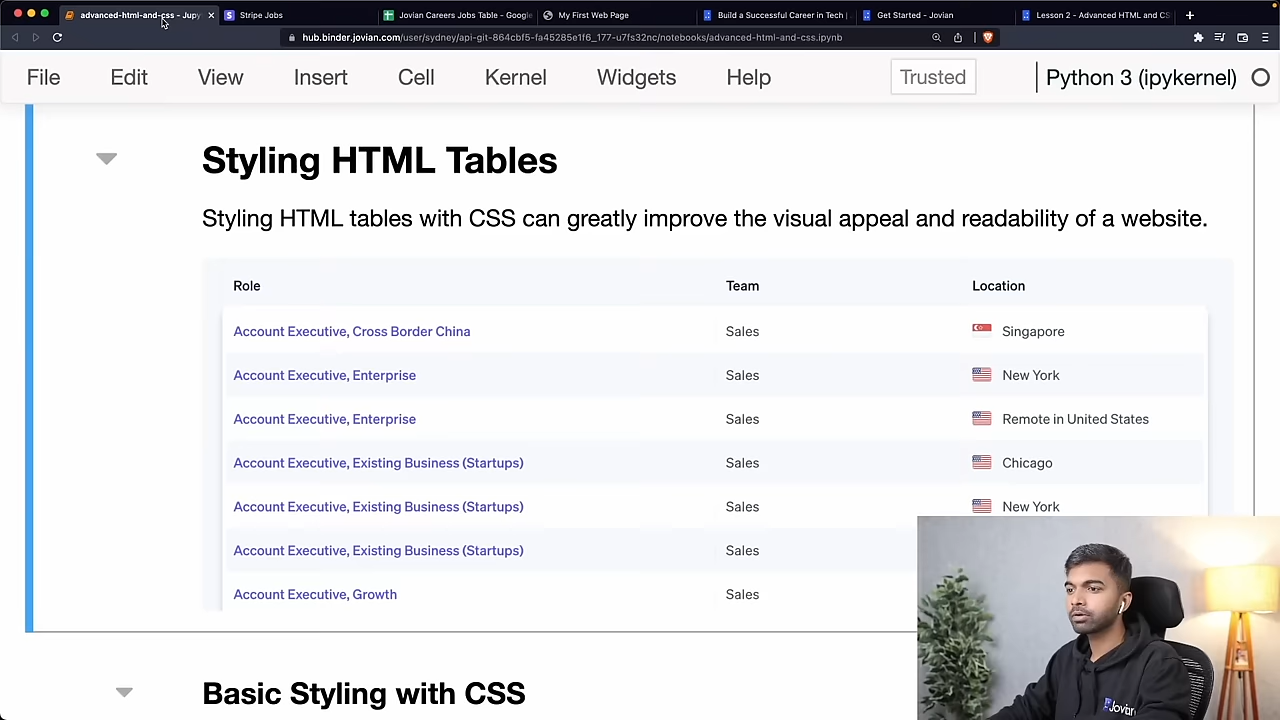 advanced-html-and-css - Jupy
Stripe Jobs
Jovian Careers Jobs Table - Google
My First Web Page
Build a Successful Career in Tech |
Get Started - Jovian
Lesson 2 - Advanced HTML and CS
hub.binder.jovian.com/user/sydney/api-git-864cbf5-fa45285e1f6_177-u7fs32nc/notebooks/advanced-html-and-css.ipynb
File Edit View Insert Cell Kernel Widgets Help Trusted Python 3 (ipykernel)
Styling HTML Tables
Styling HTML tables with CSS can greatly improve the visual appeal and readability of a website.
Role Team Location
Account Executive, Cross Border China Sales Singapore
Account Executive, Enterprise Sales New York
Account Executive, Enterprise Sales Remote in United States
Account Executive, Existing Business (Startups) Sales Chicago
Account Executive, Existing Business (Startups) Sales New York
Account Executive, Existing Business (Startups) Sales
Account Executive, Growth Sales
Basic Styling with CSS
Jovian